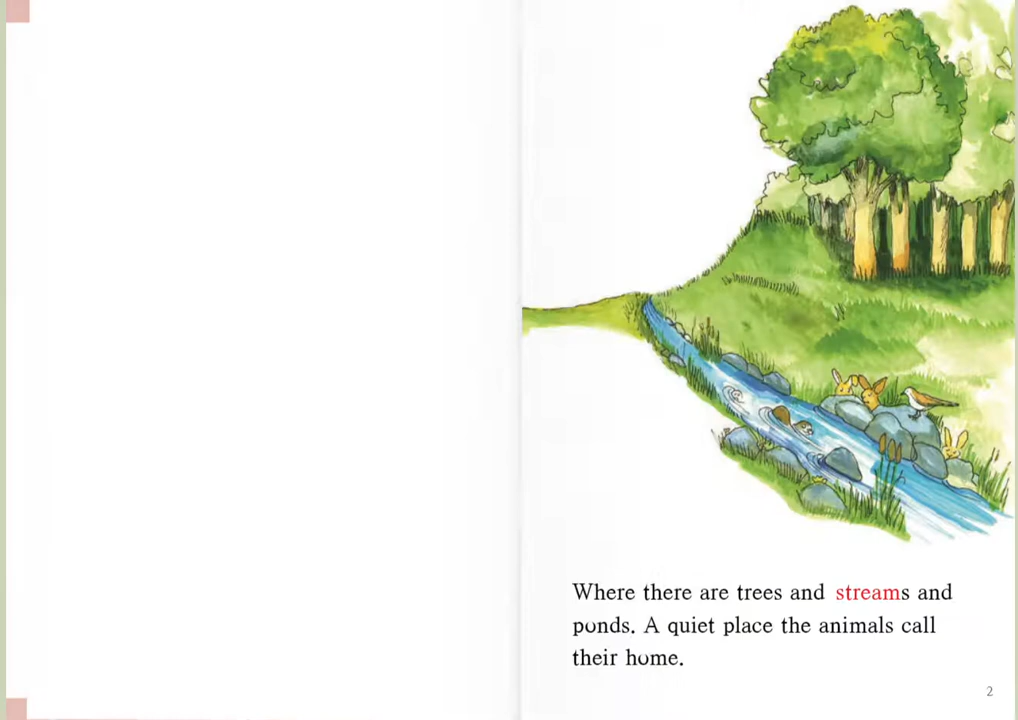 Where there are trees and streams and
ponds. A quiet place the animals call
their home.
2